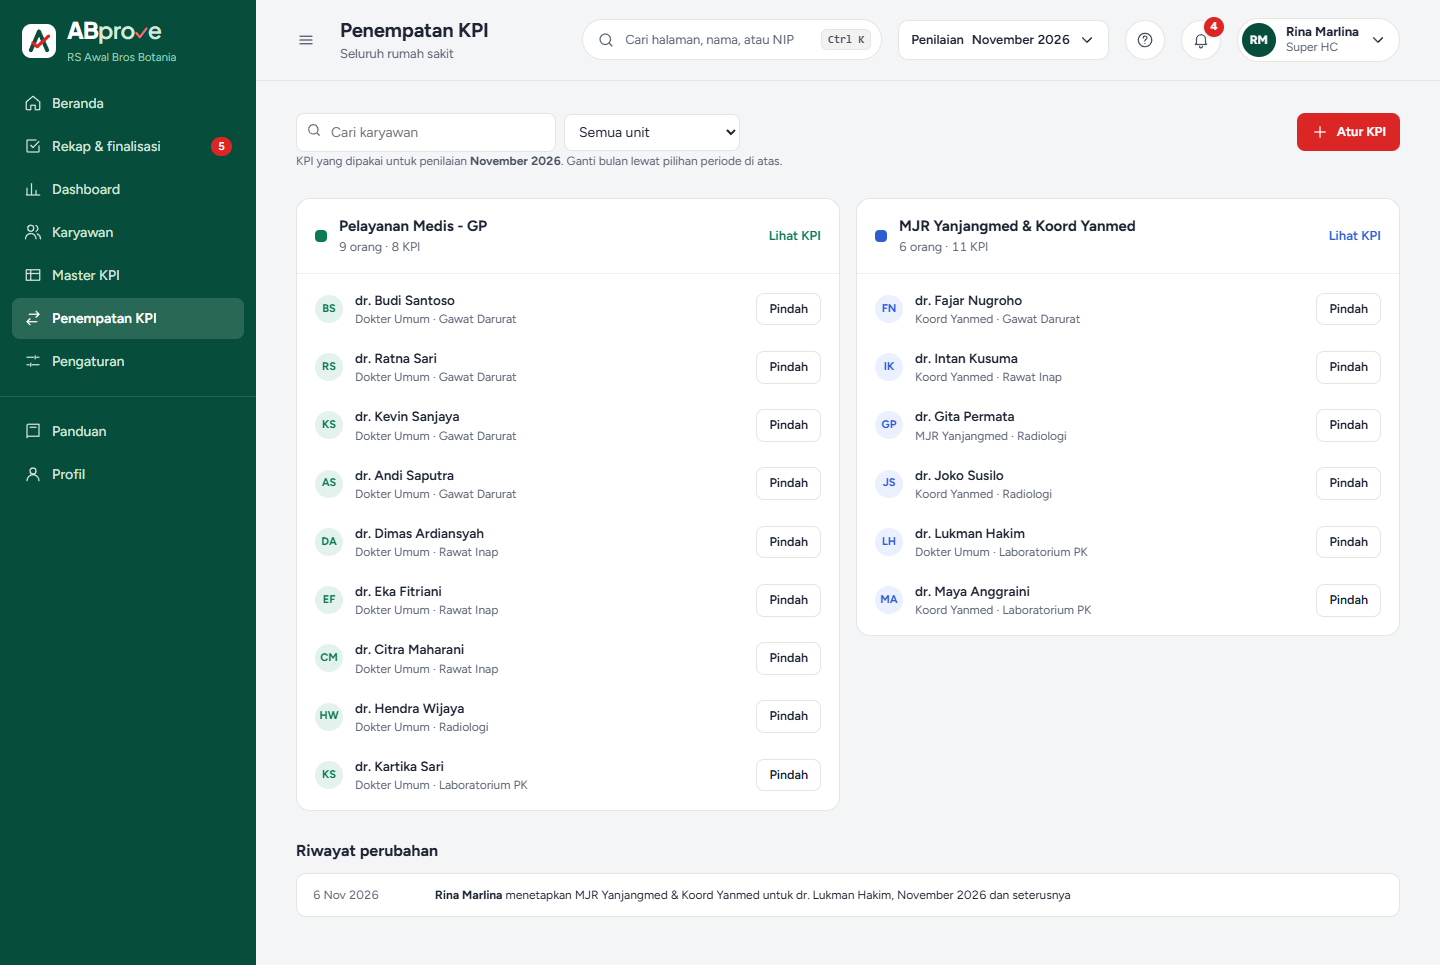 ABprove
RS Awal Bros Botania
Beranda
Rekap & finalisasi 5
Dashboard
Karyawan
Master KPI
Penempatan KPI
Pengaturan
Panduan
Profil
Penempatan KPI
Seluruh rumah sakit
Cari halaman, nama, atau NIP Ctrl K
Penilaian November 2026
4
RM
Rina Marlina
Super HC
Cari karyawan
Semua unit
Atur KPI
KPI yang dipakai untuk penilaian November 2026. Ganti bulan lewat pilihan periode di atas.
Pelayanan Medis - GP
9 orang · 8 KPI
Lihat KPI
BS
dr. Budi Santoso
Dokter Umum · Gawat Darurat
Pindah
RS
dr. Ratna Sari
Dokter Umum · Gawat Darurat
Pindah
KS
dr. Kevin Sanjaya
Dokter Umum · Gawat Darurat
Pindah
AS
dr. Andi Saputra
Dokter Umum · Gawat Darurat
Pindah
DA
dr. Dimas Ardiansyah
Dokter Umum · Rawat Inap
Pindah
EF
dr. Eka Fitriani
Dokter Umum · Rawat Inap
Pindah
CM
dr. Citra Maharani
Dokter Umum · Rawat Inap
Pindah
HW
dr. Hendra Wijaya
Dokter Umum · Radiologi
Pindah
KS
dr. Kartika Sari
Dokter Umum · Laboratorium PK
Pindah
MJR Yanjangmed & Koord Yanmed
6 orang · 11 KPI
Lihat KPI
FN
dr. Fajar Nugroho
Koord Yanmed · Gawat Darurat
Pindah
IK
dr. Intan Kusuma
Koord Yanmed · Rawat Inap
Pindah
GP
dr. Gita Permata
MJR Yanjangmed · Radiologi
Pindah
JS
dr. Joko Susilo
Koord Yanmed · Radiologi
Pindah
LH
dr. Lukman Hakim
Dokter Umum · Laboratorium PK
Pindah
MA
dr. Maya Anggraini
Koord Yanmed · Laboratorium PK
Pindah
Riwayat perubahan
6 Nov 2026 Rina Marlina menetapkan MJR Yanjangmed & Koord Yanmed untuk dr. Lukman Hakim, November 2026 dan seterusnya